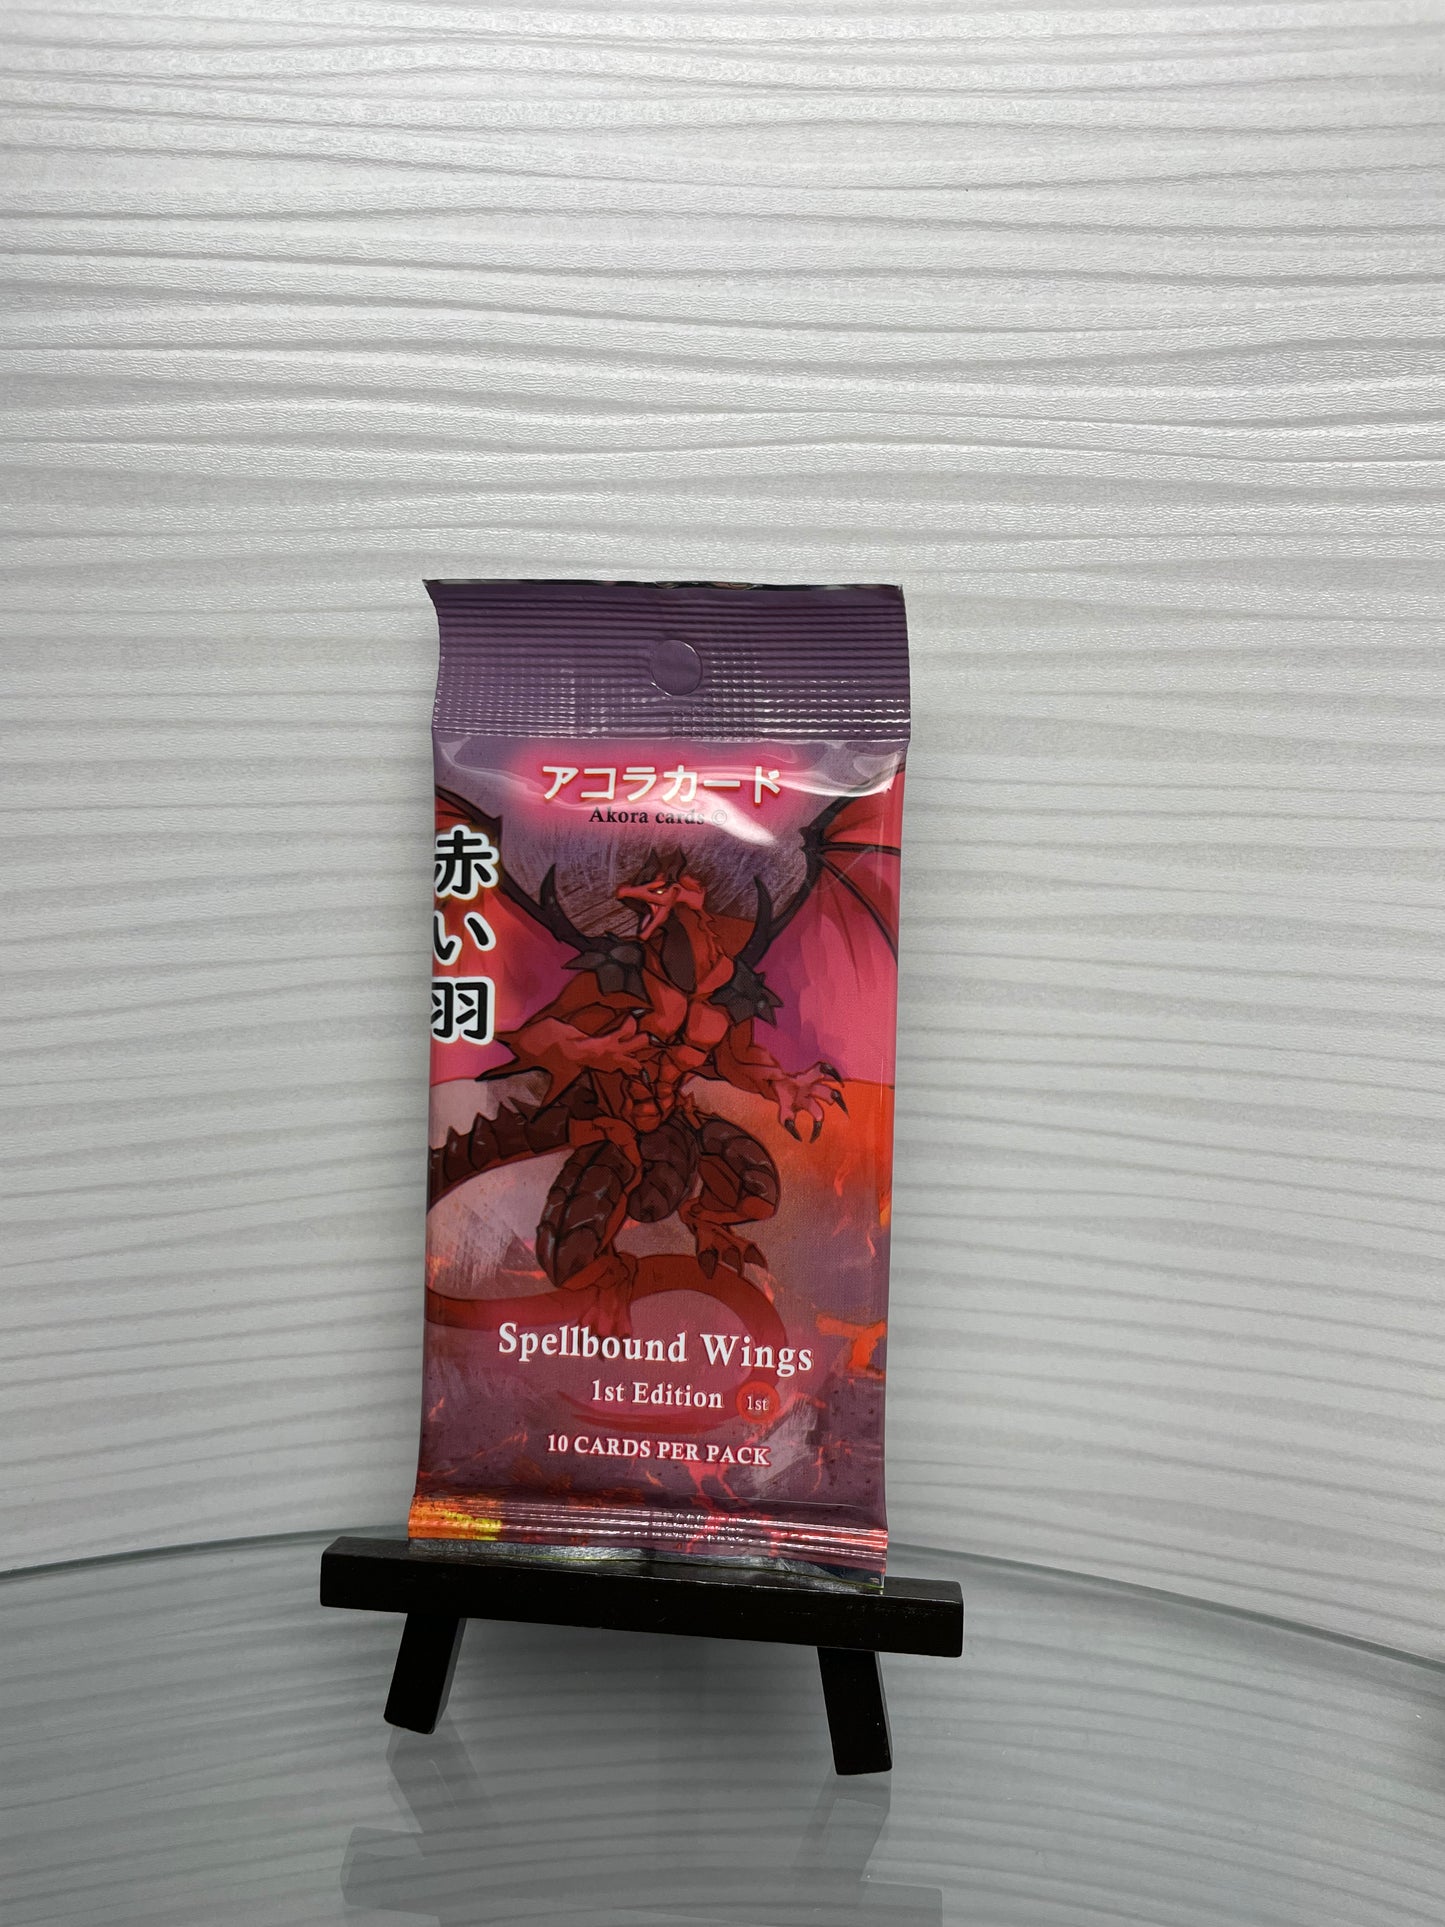 アコラカード
Akora cards ©
赤い羽
Spellbound Wings
1st Edition 1st
10 CARDS PER PACK